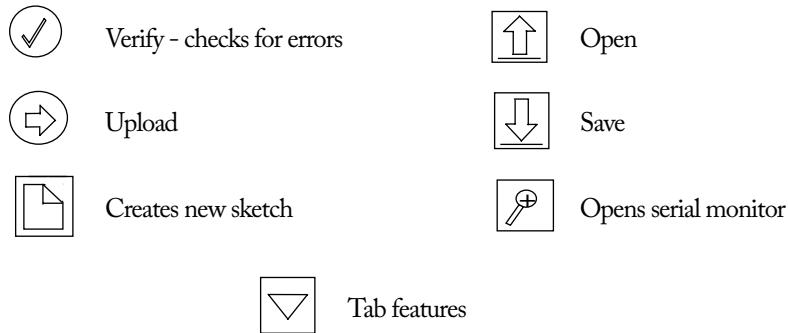 Verify - checks for errors
Open
Upload
Save
Creates new sketch
Opens serial monitor
Tab features